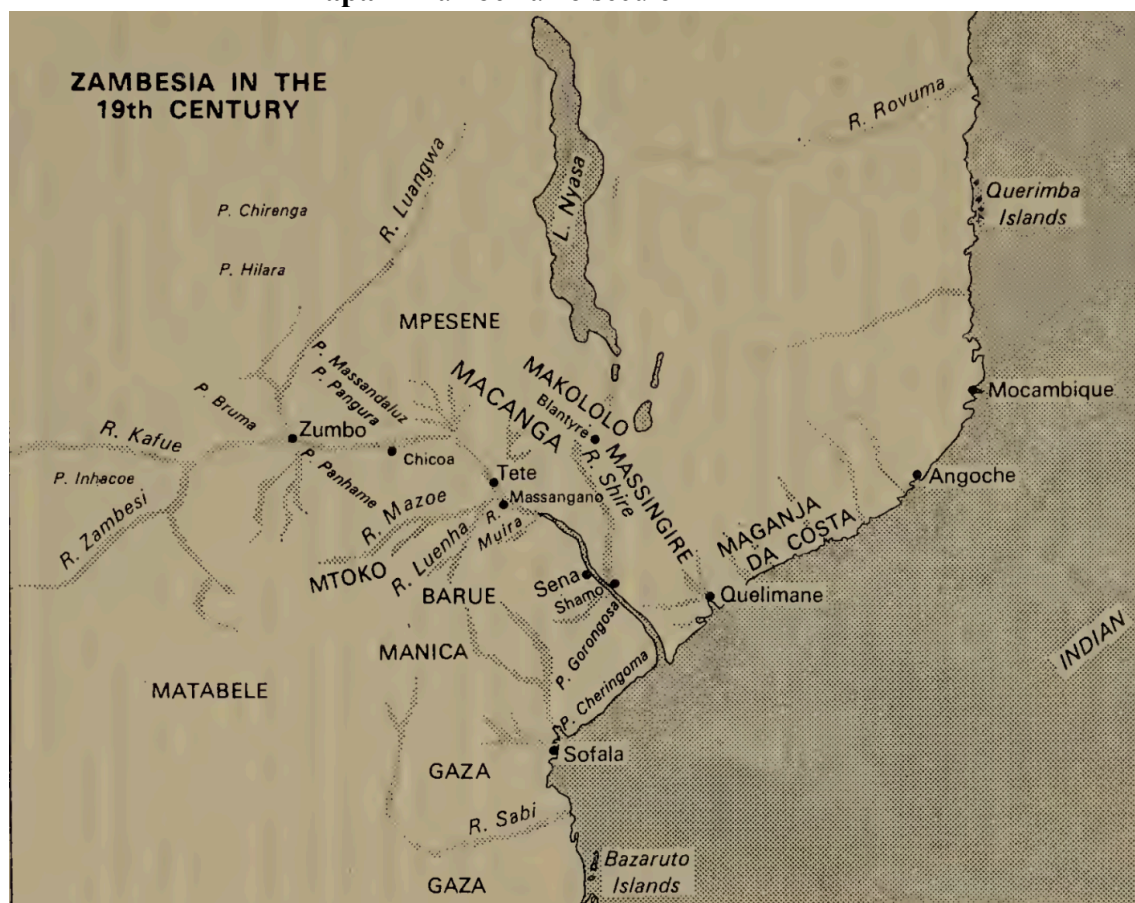 ZAMBESIA IN THE
19th CENTURY
R. Rovuma
R. Luangwa
L. Nyasa
Querimba
Islands
P. Chirenga
P. Hilara
MPESENE
P. Massandaluz
P. Pangura
MAKOLOLO
MACANGA
Mocambique
P. Bruma
Blantyre
R. Kafue
Zumbo
Chicoa
MASSINGIRE
R. Shire
P. Inhacoe
P. Panhame
Tete
Angoche
R. Mazoe
Massangano
R. Zambesi
R. Luenha
R.
Muira
MAGANJA
DA COSTA
MTOKO
BARUE
Sena
Shamo
Quelimane
MANICA
P. Gorongosa
INDIAN
MATABELE
P. Cheringoma
Sofala
GAZA
R. Sabi
Bazaruto
Islands
GAZA